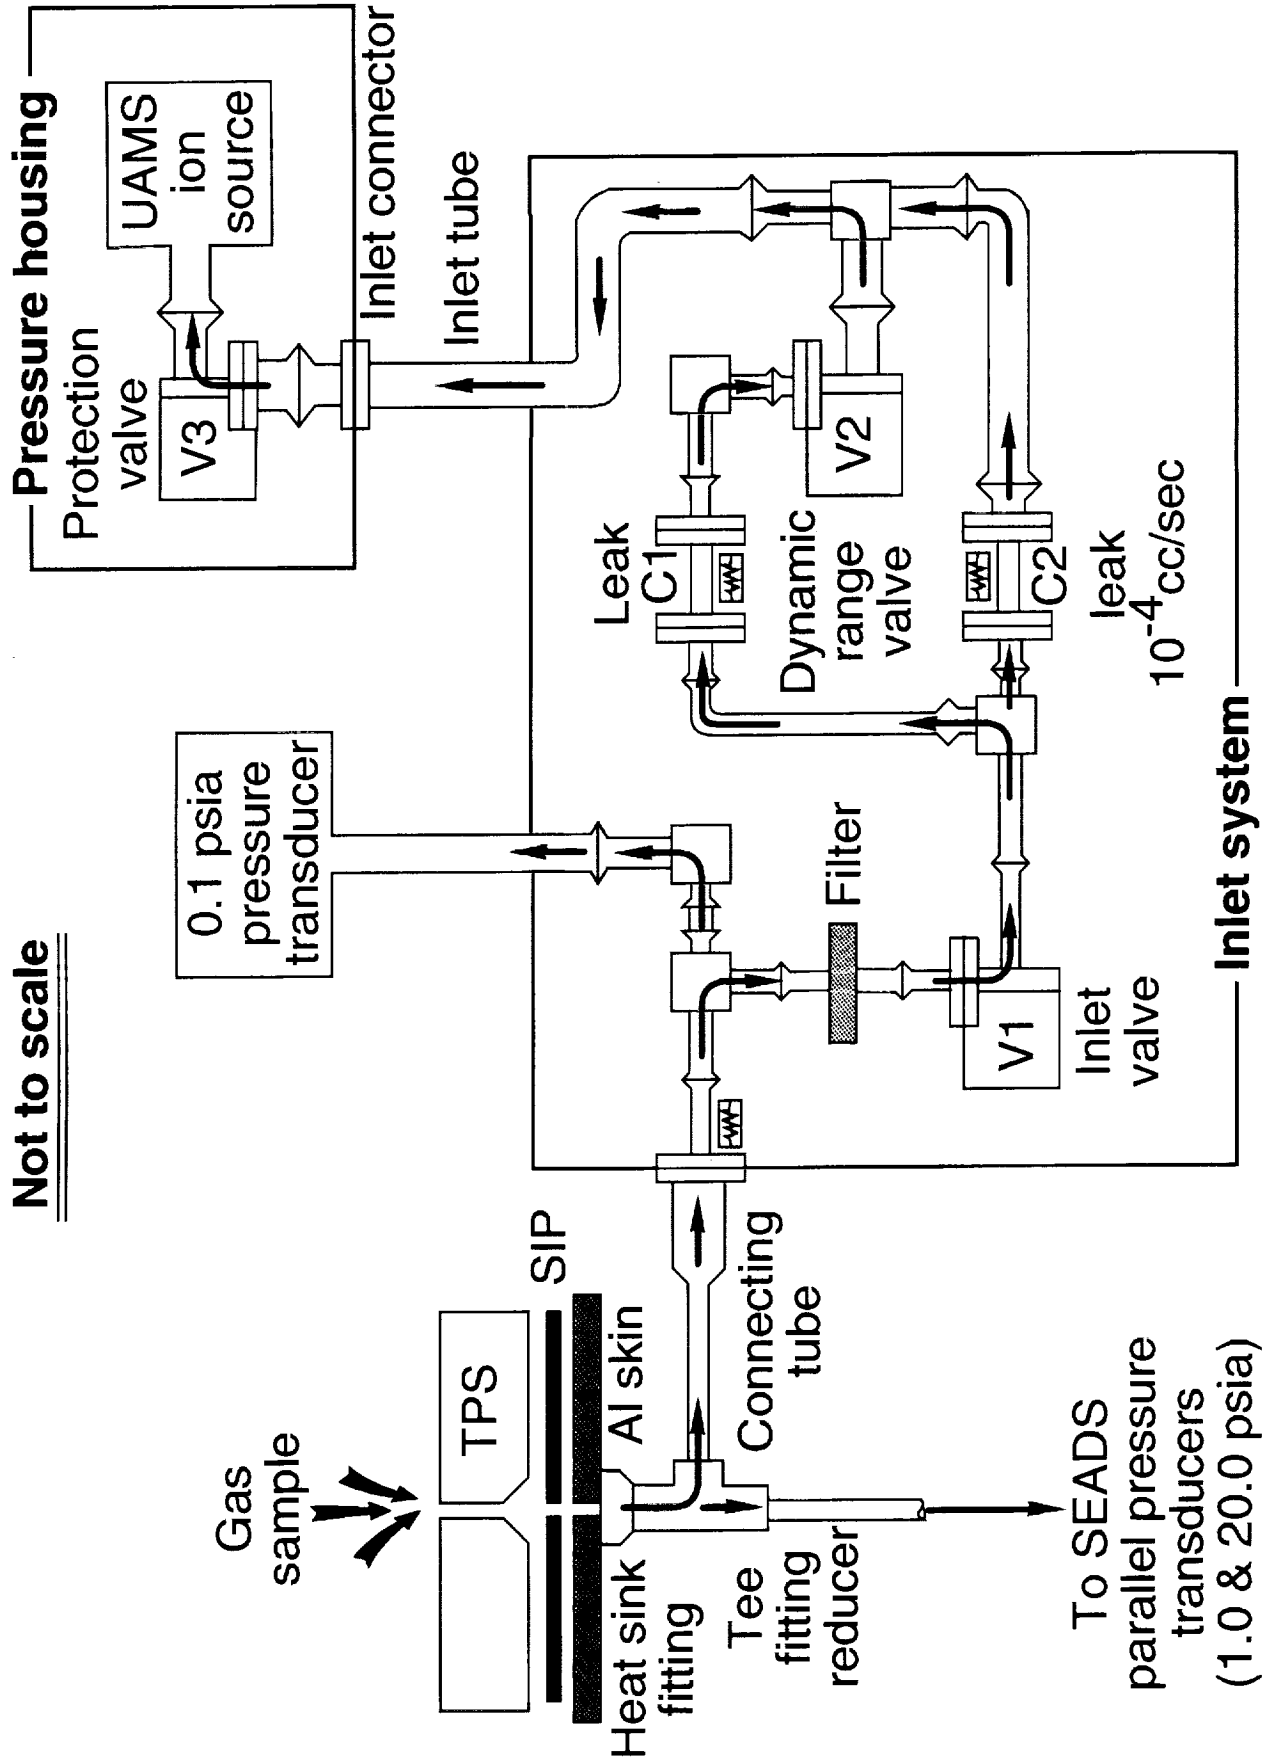 Not to scale
Pressure housing
Protection
valve
V3
UAMS
ion
source
Inlet connector
Inlet tube
0.1 psia
pressure
transducer
Gas
sample
TPS
SIP
Al skin
Heat sink
fitting
Tee
fitting
reducer
Connecting
tube
To SEADS
parallel pressure
transducers
(1.0 & 20.0 psia)
Filter
V1
Inlet
valve
Leak
C1
Dynamic
range
valve
V2
C2
leak
10-4 cc/sec
Inlet system